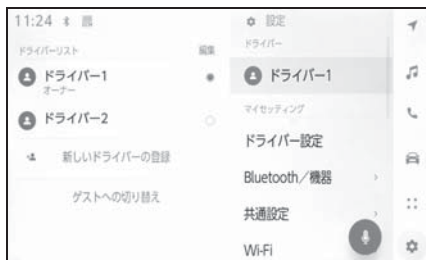 11:24
ドライバーリスト 編集
ドライバー1
オーナー
ドライバー2
新しいドライバーの登録
ゲストへの切り替え
設定
ドライバー
ドライバー1
マイセッティング
ドライバー設定
Bluetooth／機器
共通設定
Wi-Fi